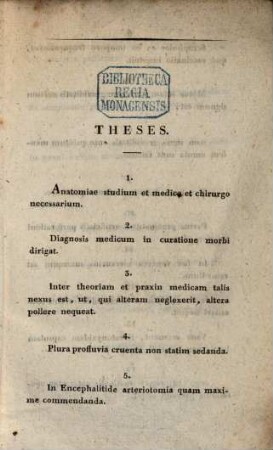 BIBLIOTHECA
REGIA
MONACENSIS
THESES.
1.
Anatomiae studium et medico et chirurgo
necessarium.
2.
Diagnosis medicum in curatione morbi
dirigat.
3.
Inter theoriam et praxin medicam talis
nexus est, ut, qui alteram neglexerit, altera
pollere nequeat.
4.
Plura profluvia cruenta non statim sedanda.
5.
In Encephalitide arteriotomia quam maxi-
me commendanda.